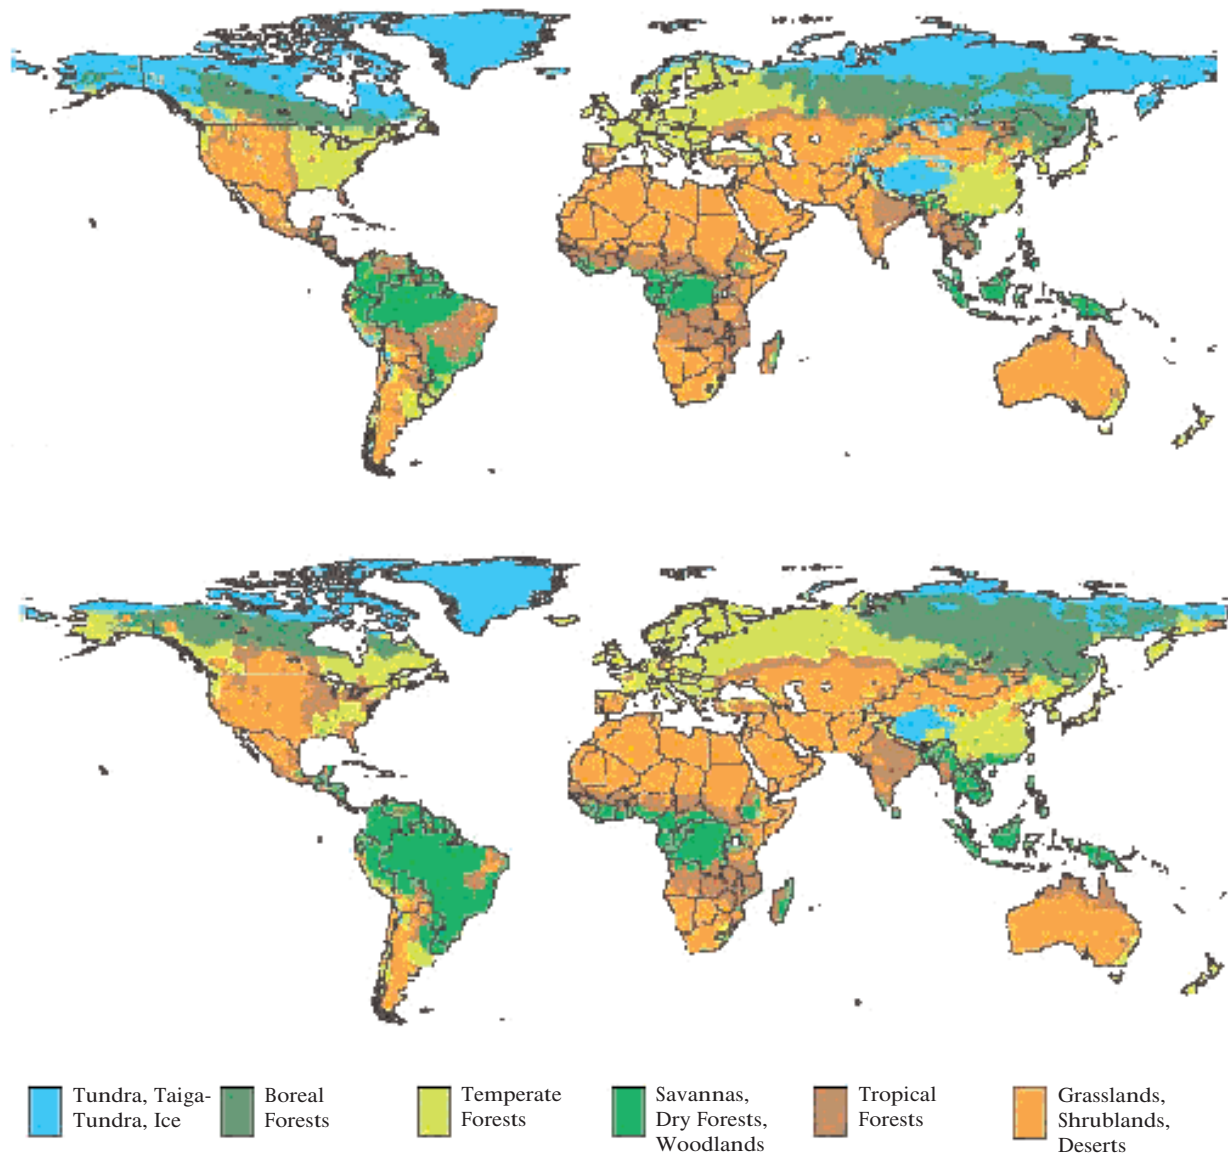 Tundra, Taiga-
Tundra, Ice
Boreal
Forests
Temperate
Forests
Savannas,
Dry Forests,
Woodlands
Tropical
Forests
Grasslands,
Shrublands,
Deserts